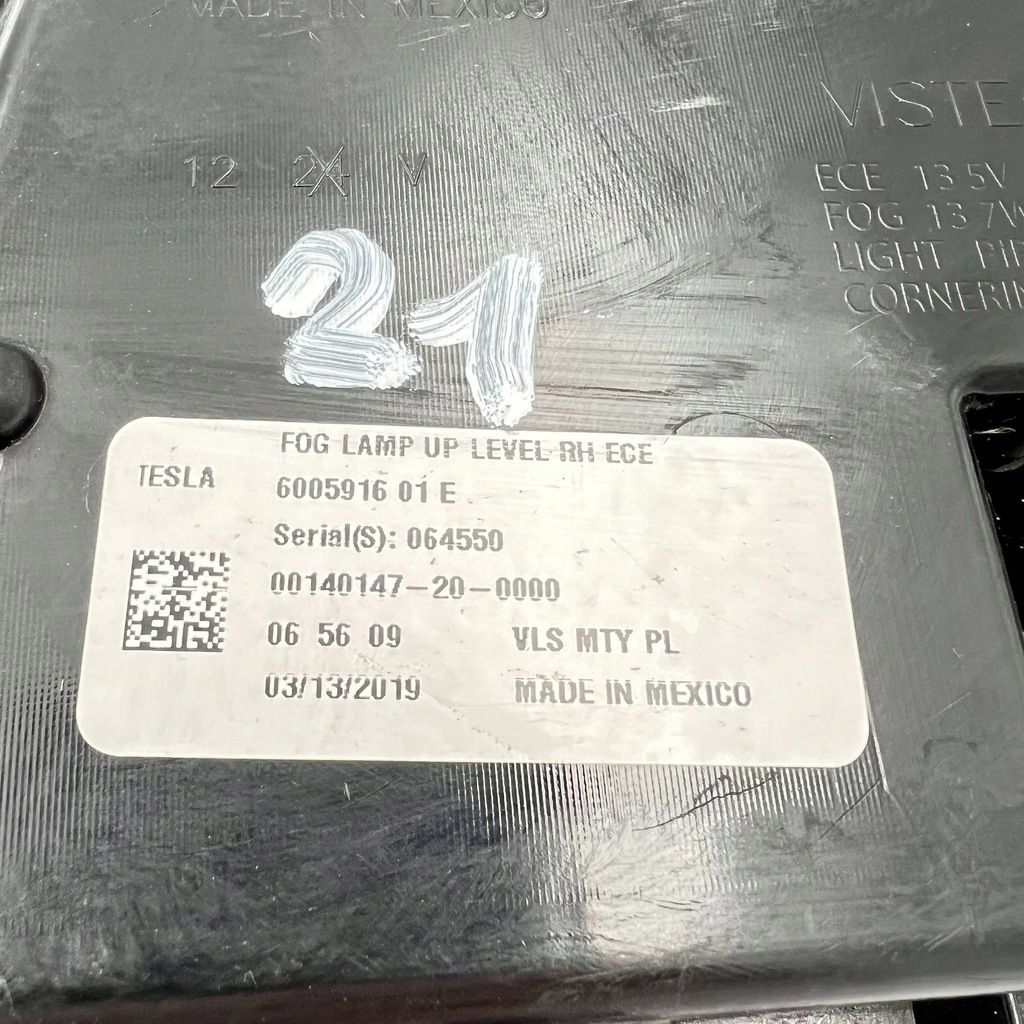 MADE IN MEXICO
12 24 V
VISTE
ECE 13.5V
FOG 13.7W
LIGHT PIP
CORNERIN
21
FOG LAMP UP LEVEL RH ECE
TESLA
6005916 01 E
Serial(S): 064550
00140147-20-0000
06 56 09 VLS MTY PL
03/13/2019 MADE IN MEXICO